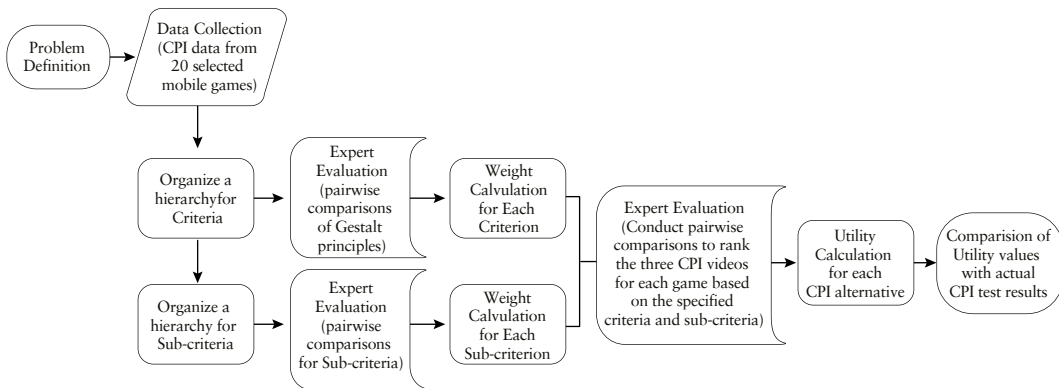 Problem
Definition
Data Collection
(CPI data from
20 selected
mobile games)
Organize a
hierarchyfor
Criteria
Expert
Evaluation
(pairwise
comparisons
of Gestalt
principles)
Weight
Calculation
for Each
Criterion
Organize a
hierarchy for
Sub-criteria
Expert
Evaluation
(pairwise
comparisons
for Sub-criteria)
Weight
Calculation
for Each
Sub-criterion
Expert Evaluation
(Conduct pairwise
comparisons to rank
the three CPI videos
for each game based
on the specified
criteria and sub-criteria)
Utility
Calculation
for each
CPI alternative
Comparision of
Utility values
with actual
CPI test results